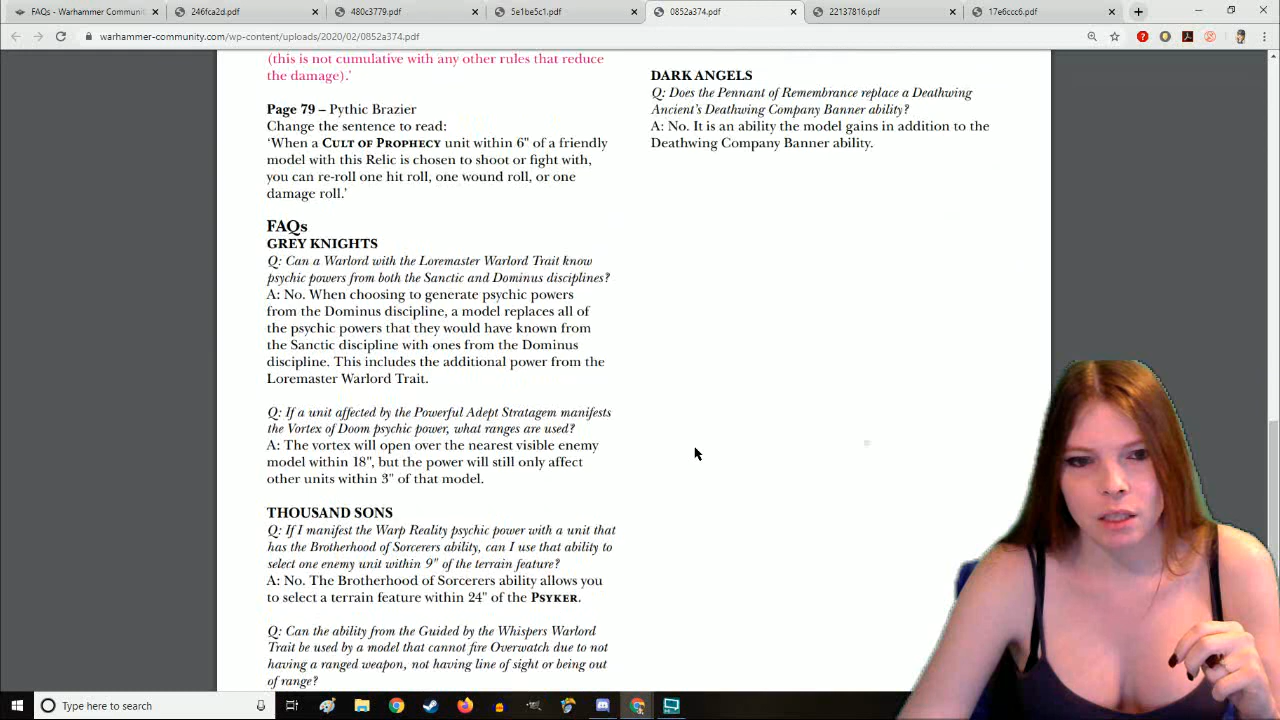 FAQs - Warhammer Communi
246fca2d.pdf
480c3779.pdf
5e1be5c1.pdf
0852a374.pdf
22137816.pdf
17e6ccc6.pdf
warhammer-community.com/wp-content/uploads/2020/02/0852a374.pdf
(this is not cumulative with any other rules that reduce
the damage).'
Page 79 – Pythic Brazier
Change the sentence to read:
'When a CULT OF PROPHECY unit within 6" of a friendly
model with this Relic is chosen to shoot or fight with,
you can re-roll one hit roll, one wound roll, or one
damage roll.'
FAQs
GREY KNIGHTS
Q: Can a Warlord with the Loremaster Warlord Trait know
psychic powers from both the Sanctic and Dominus disciplines?
A: No. When choosing to generate psychic powers
from the Dominus discipline, a model replaces all of
the psychic powers that they would have known from
the Sanctic discipline with ones from the Dominus
discipline. This includes the additional power from the
Loremaster Warlord Trait.
Q: If a unit affected by the Powerful Adept Stratagem manifests
the Vortex of Doom psychic power, what ranges are used?
A: The vortex will open over the nearest visible enemy
model within 18", but the power will still only affect
other units within 3" of that model.
THOUSAND SONS
Q: If I manifest the Warp Reality psychic power with a unit that
has the Brotherhood of Sorcerers ability, can I use that ability to
select one enemy unit within 9" of the terrain feature?
A: No. The Brotherhood of Sorcerers ability allows you
to select a terrain feature within 24" of the PSYKER.
Q: Can the ability from the Guided by the Whispers Warlord
Trait be used by a model that cannot fire Overwatch due to not
having a ranged weapon, not having line of sight or being out
of range?
DARK ANGELS
Q: Does the Pennant of Remembrance replace a Deathwing
Ancient's Deathwing Company Banner ability?
A: No. It is an ability the model gains in addition to the
Deathwing Company Banner ability.
Type here to search